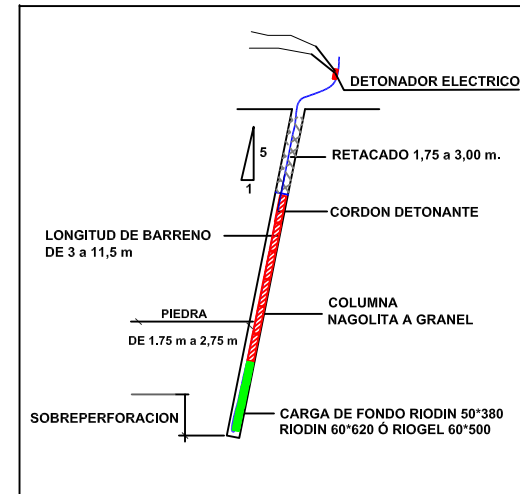 DETONADOR ELECTRICO
5
1
RETACADO 1,75 a 3,00 m.
CORDON DETONANTE
LONGITUD DE BARRENO
DE 3 a 11,5 m
COLUMNA
NAGOLITA A GRANEL
PIEDRA
DE 1.75 m a 2,75 m
SOBREPERFORACION
CARGA DE FONDO RIODIN 50*380
RIODIN 60*620 Ó RIOGEL 60*500